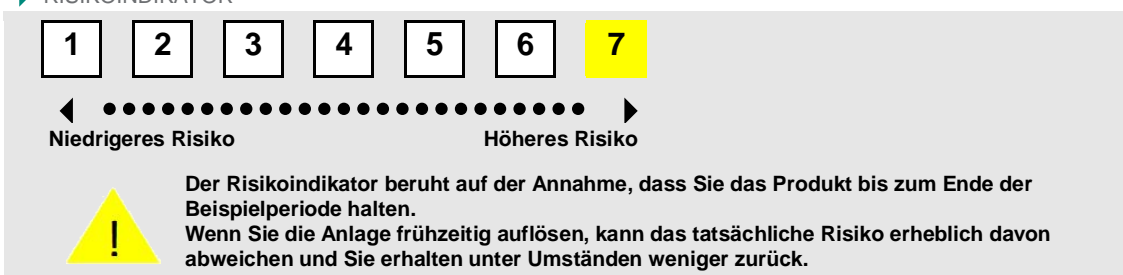 RISIKOINDIKATOR
1 2 3 4 5 6 7
Niedrigeres Risiko Höheres Risiko
Der Risikoindikator beruht auf der Annahme, dass Sie das Produkt bis zum Ende der
Beispielperiode halten.
Wenn Sie die Anlage frühzeitig auflösen, kann das tatsächliche Risiko erheblich davon
abweichen und Sie erhalten unter Umständen weniger zurück.
!